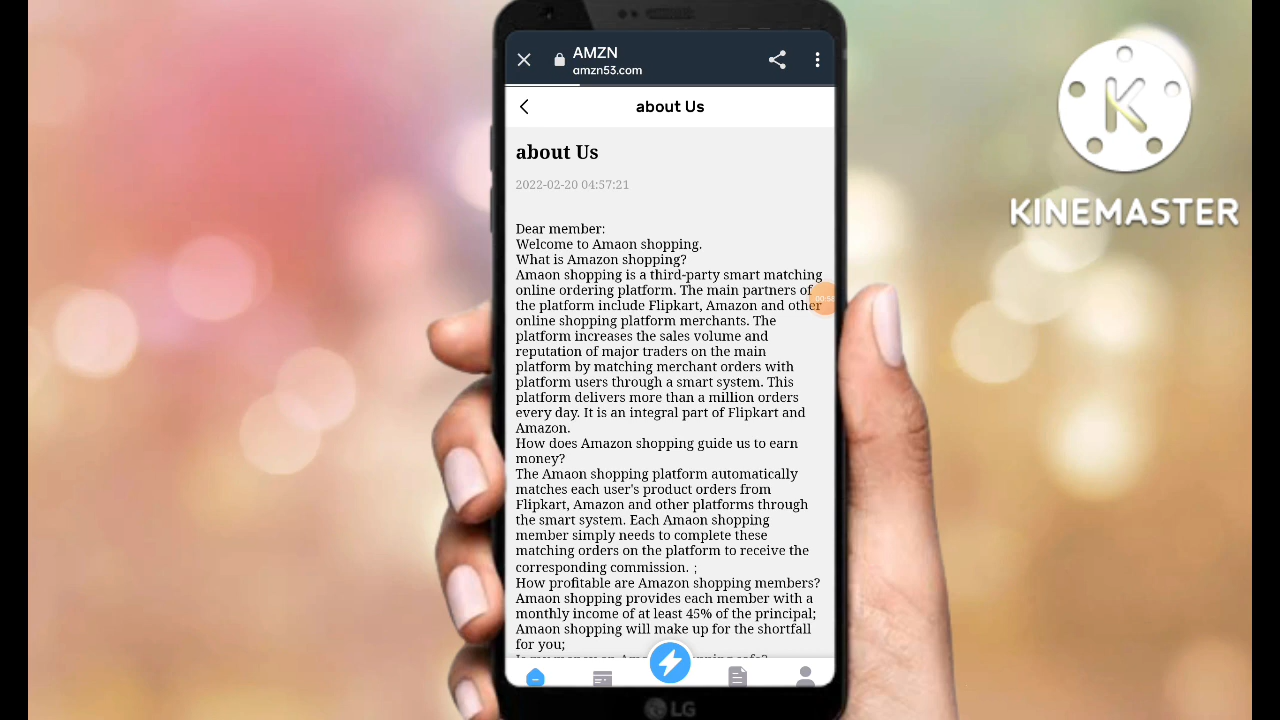 AMZN
amzn53.com
about Us
about Us
2022-02-20 04:57:21
Dear member:
Welcome to Amaon shopping.
What is Amazon shopping?
Amaon shopping is a third-party smart matching
online ordering platform. The main partners of
the platform include Flipkart, Amazon and other
online shopping platform merchants. The
platform increases the sales volume and
reputation of major traders on the main
platform by matching merchant orders with
platform users through a smart system. This
platform delivers more than a million orders
every day. It is an integral part of Flipkart and
Amazon.
How does Amazon shopping guide us to earn
money?
The Amaon shopping platform automatically
matches each user's product orders from
Flipkart, Amazon and other platforms through
the smart system. Each Amaon shopping
member simply needs to complete these
matching orders on the platform to receive the
corresponding commission. ;
How profitable are Amazon shopping members?
Amaon shopping provides each member with a
monthly income of at least 45% of the principal;
Amaon shopping will make up for the shortfall
for you;
LG
K
KINEMASTER